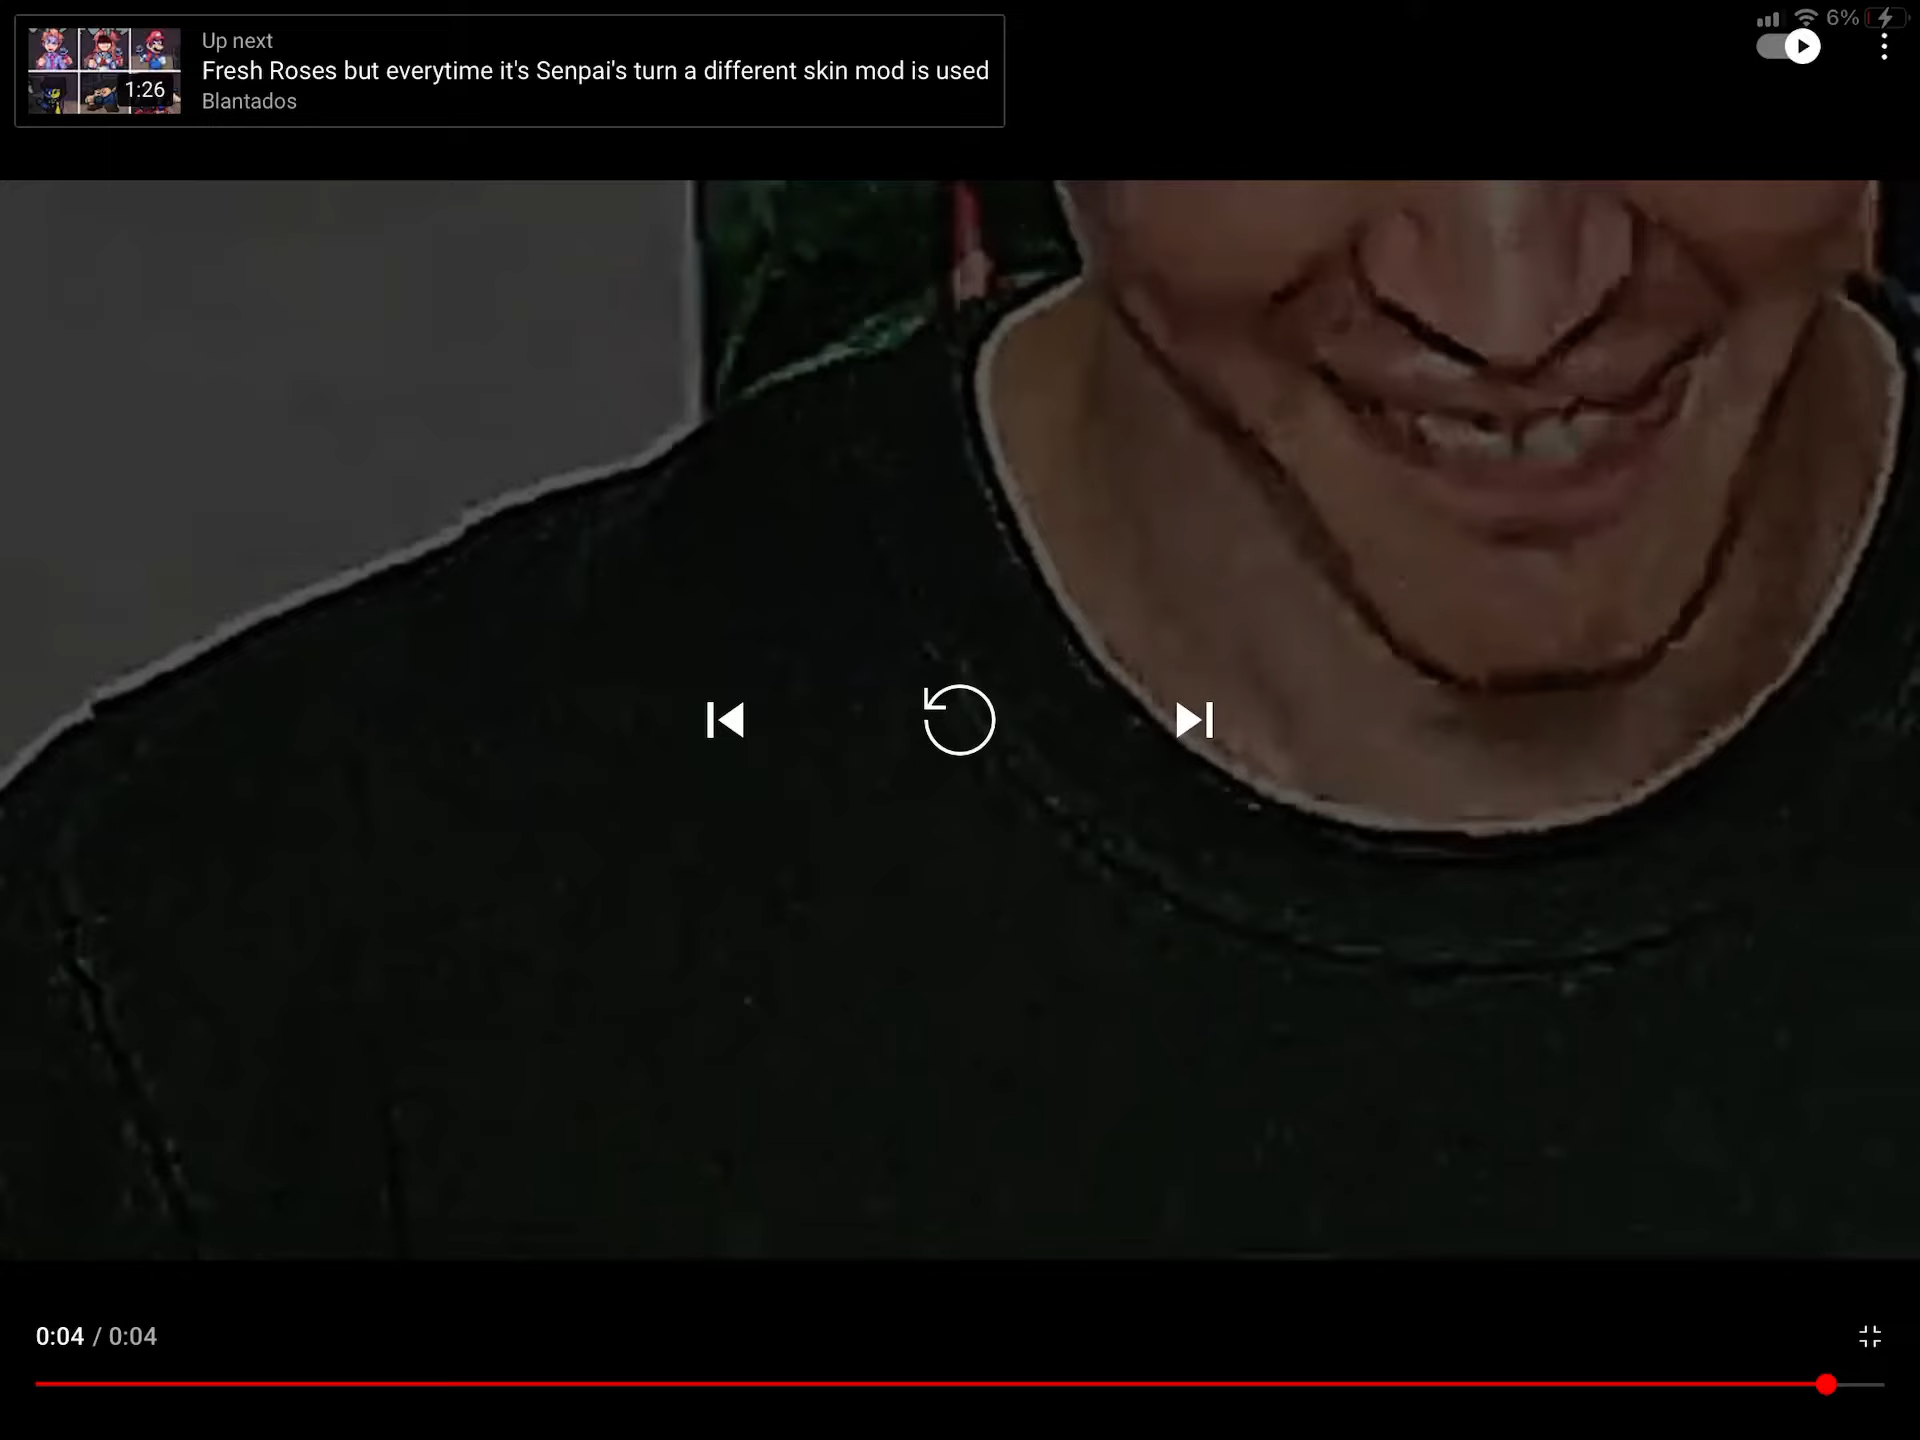 6%
Up next
Fresh Roses but everytime it's Senpai's turn a different skin mod is used
1:26
Blantados
0:04 / 0:04